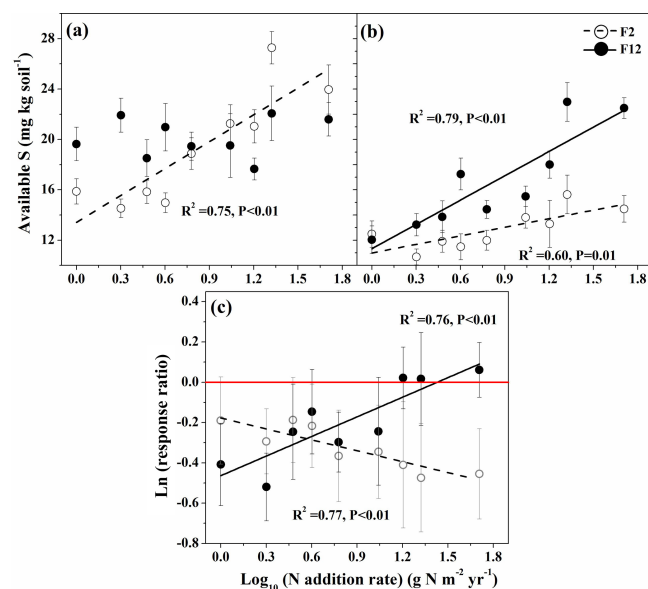 (a)
(b)
F2
F12
28
24
20
16
12
Available S (mg kg soil⁻¹)
R² =0.75, P<0.01
R² =0.79, P<0.01
R² =0.60, P=0.01
0.0 0.3 0.6 0.9 1.2 1.5 1.8
0.0 0.3 0.6 0.9 1.2 1.5 1.8
(c)
R² =0.76, P<0.01
0.4
0.2
0.0
-0.2
-0.4
-0.6
-0.8
Ln (response ratio)
R² =0.77, P<0.01
0.0 0.3 0.6 0.9 1.2 1.5 1.8
Log₁₀ (N addition rate) (g N m⁻² yr⁻¹)